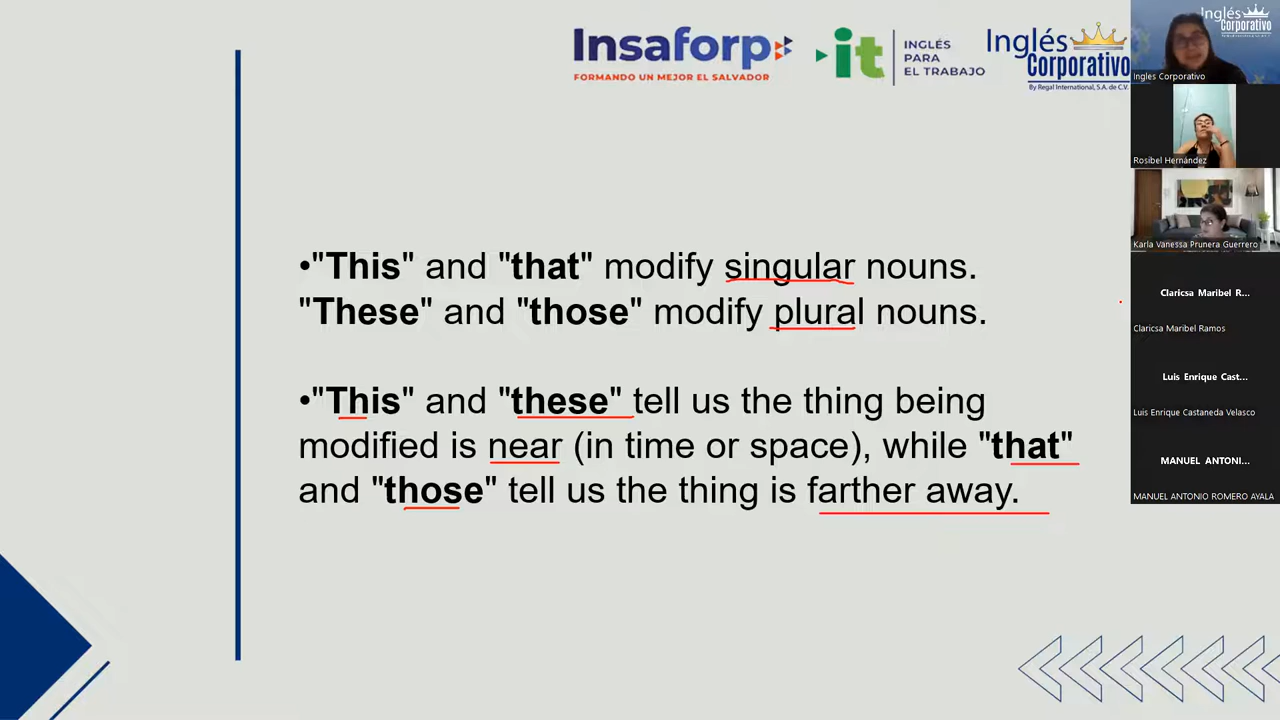 Insaforp
FORMANDO UN MEJOR EL SALVADOR
it
INGLÉS
PARA
EL TRABAJO
Inglés
Corporativo
By Regal International, S.A. de C.V.
•"This" and "that" modify singular nouns.
"These" and "those" modify plural nouns.
•"This" and "these" tell us the thing being
modified is near (in time or space), while "that"
and "those" tell us the thing is farther away.
Inglés
Corporativo
Ingles Corporativo
Rosibel Hernández
Karla Vanessa Prunera Guerrero
Claricsa Maribel R...
Claricsa Maribel Ramos
Luis Enrique Cast...
Luis Enrique Castaneda Velasco
MANUEL ANTONI...
MANUEL ANTONIO ROMERO AYALA